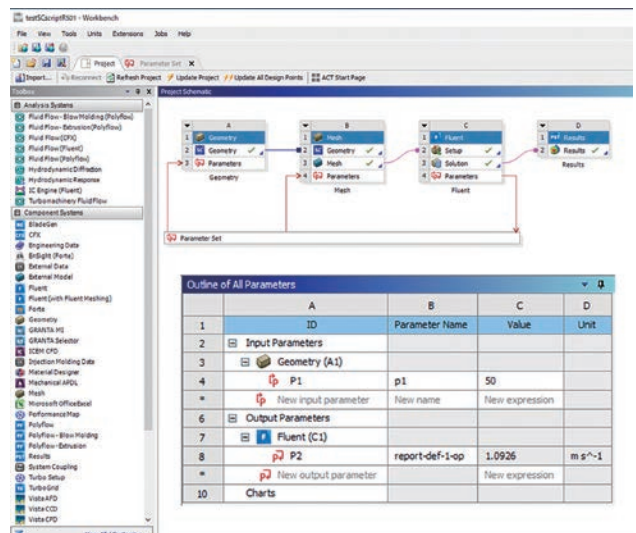 testSCscriptR501 - Workbench
File View Tools Units Extensions Jobs Help
Project Parameter Set
Import... Reconnect Refresh Project Update Project Update All Design Points ACT Start Page
Toolbox
Project Schematic
Analysis Systems
Fluid Flow - Blow Molding (Polyflow)
Fluid Flow - Extrusion (Polyflow)
Fluid Flow (CFX)
Fluid Flow (Fluent)
Fluid Flow (Polyflow)
Hydrodynamic Diffraction
Hydrodynamic Response
IC Engine (Fluent)
Turbomachinery Fluid Flow
Component Systems
BladeGen
CFX
Engineering Data
EnSight (Forte)
External Data
External Model
Fluent
Fluent (with Fluent Meshing)
Forte
Geometry
GRANTA MI
GRANTA Selector
ICEM CFD
Injection Molding Data
Material Designer
Mechanical APDL
Mesh
Microsoft Office Excel
Performance Map
Polyflow
Polyflow - Blow Molding
Polyflow - Extrusion
Results
System Coupling
Turbo Setup
TurboGrid
Vista AFD
Vista CCD
Vista CPD
A
1 Geometry
2 Geometry
3 Parameters
Geometry
B
1 Mesh
2 Geometry
3 Mesh
4 Parameters
Mesh
C
1 Fluent
2 Setup
3 Solution
4 Parameters
Fluent
D
1 Results
2 Results
Results
Parameter Set
Outline of All Parameters
A B C D
1 ID Parameter Name Value Unit
2 Input Parameters
3 Geometry (A1)
4 P1 p1 50
* New input parameter New name New expression
6 Output Parameters
7 Fluent (C1)
8 P2 report-def-1-op 1.0926 m s^-1
* New output parameter New expression
10 Charts